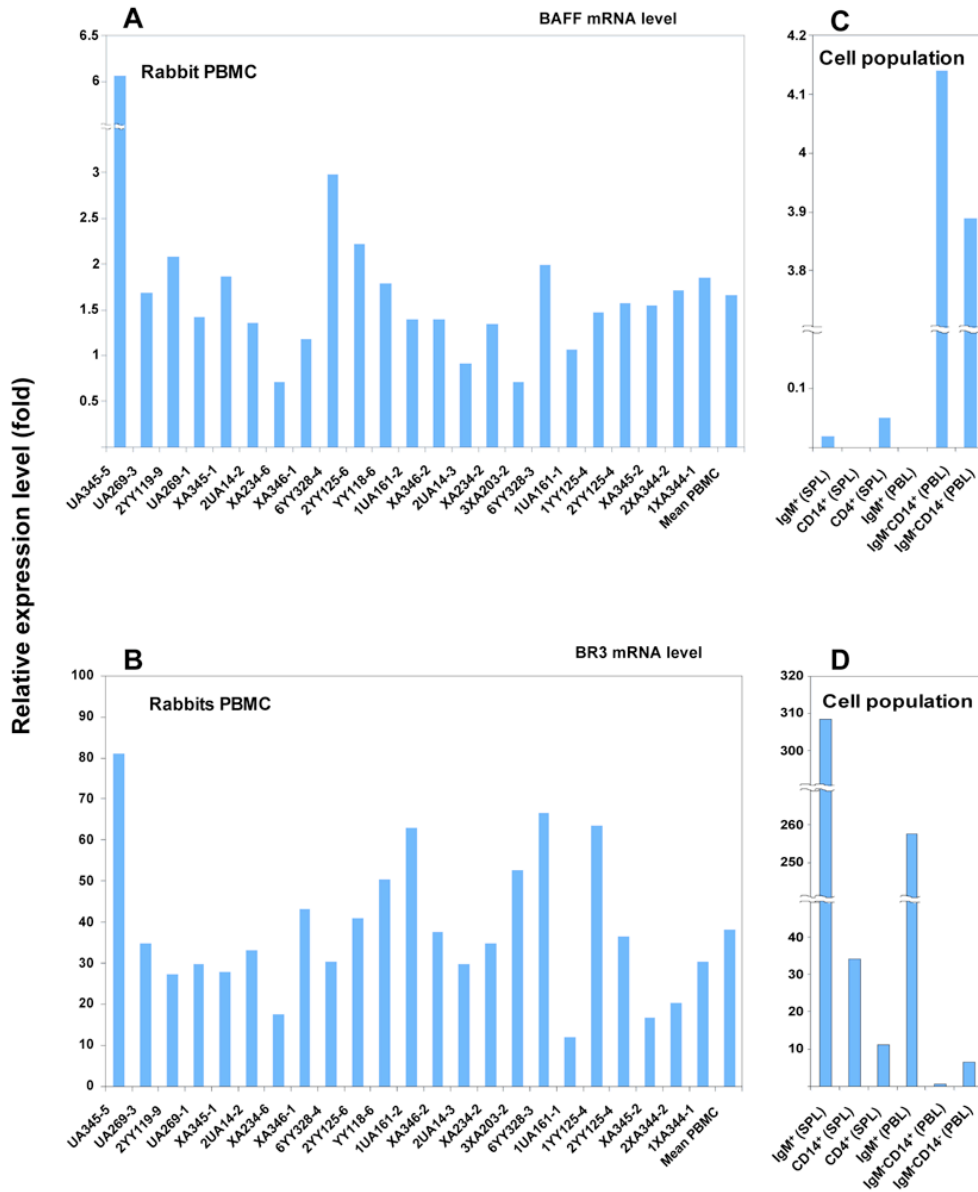 A
BAFF mRNA level
C
Rabbit PBMC
Cell population
Relative expression level (fold)
6.5
6
3
2.5
2
1.5
1
0.5
4.2
4.1
4
3.9
3.8
0.1
UA345-5
UA269-3
2YY119-9
UA269-1
XA345-1
2UA14-2
XA234-6
XA346-1
6YY328-4
2YY125-6
YY118-6
1UA161-2
XA346-2
2UA14-3
XA234-2
3XA203-2
6YY328-3
1UA161-1
1YY125-4
2YY125-4
XA345-2
2XA344-2
1XA344-1
Mean PBMC
IgM⁺ (SPL)
CD14⁺ (SPL)
CD4⁺ (SPL)
IgM⁺ (PBL)
IgM⁻CD14⁺ (PBL)
IgM⁻CD14⁻ (PBL)
B
BR3 mRNA level
D
Rabbits PBMC
Cell population
100
90
80
70
60
50
40
30
20
10
0
320
310
300
260
250
40
30
20
10
UA345-5
UA269-3
2YY119-9
UA269-1
XA345-1
2UA14-2
XA234-6
XA346-1
6YY328-4
2YY125-6
YY118-6
1UA161-2
XA346-2
2UA14-3
XA234-2
3XA203-2
6YY328-3
1UA161-1
1YY125-4
2YY125-4
XA345-2
2XA344-2
1XA344-1
Mean PBMC
IgM⁺ (SPL)
CD14⁺ (SPL)
CD4⁺ (SPL)
IgM⁺ (PBL)
IgM⁻CD14⁺ (PBL)
IgM⁻CD14⁻ (PBL)